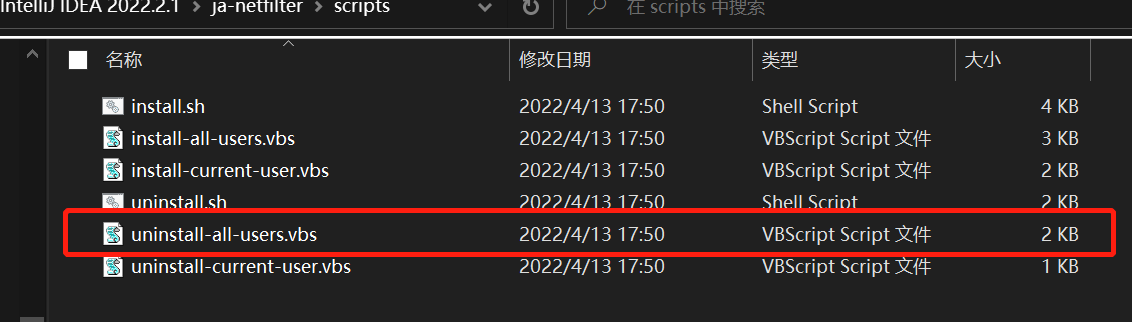 IntelliJ IDEA 2022.2.1 > ja-netfilter > scripts 在 scripts 中搜索
名称 修改日期 类型 大小
install.sh 2022/4/13 17:50 Shell Script 4 KB
install-all-users.vbs 2022/4/13 17:50 VBScript Script 文件 3 KB
install-current-user.vbs 2022/4/13 17:50 VBScript Script 文件 2 KB
uninstall.sh 2022/4/13 17:50 Shell Script 2 KB
uninstall-all-users.vbs 2022/4/13 17:50 VBScript Script 文件 2 KB
uninstall-current-user.vbs 2022/4/13 17:50 VBScript Script 文件 1 KB